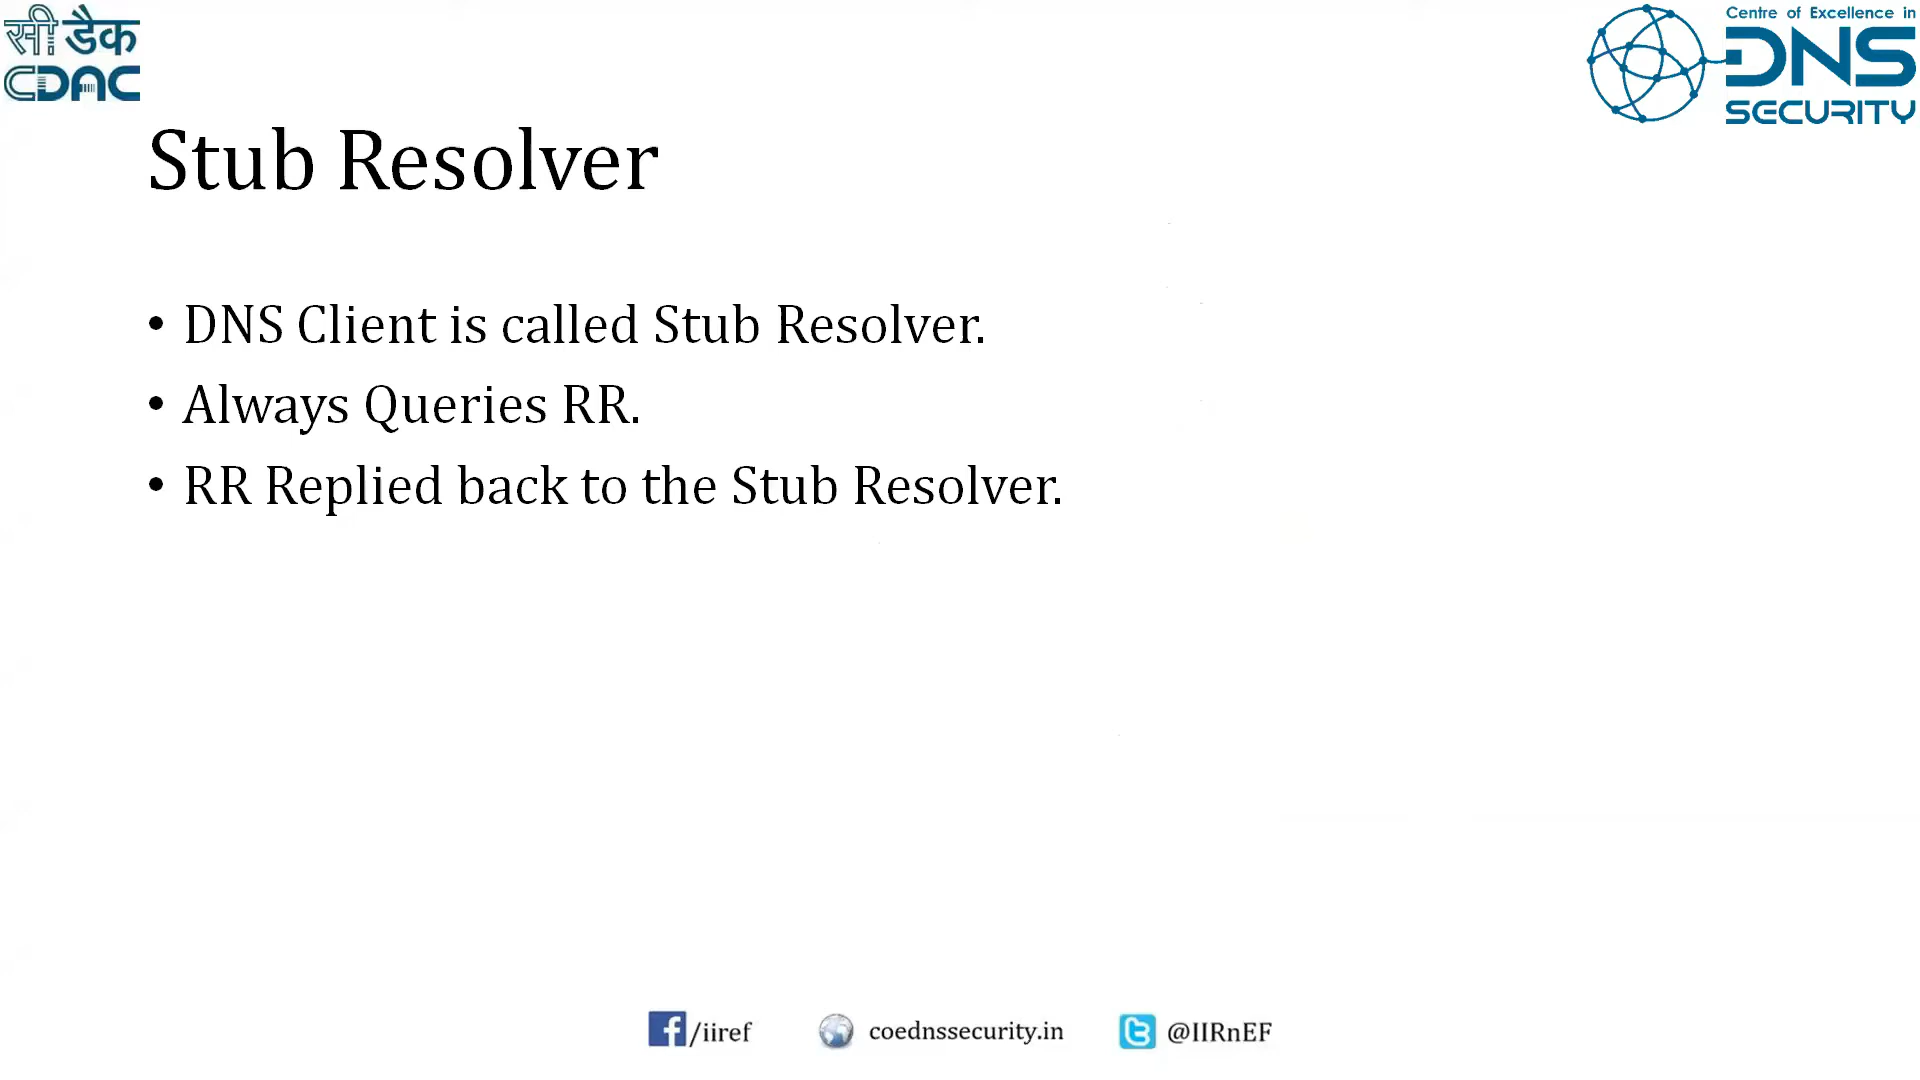 सी डैक
CDAC
Centre of Excellence in
DNS
SECURITY
Stub Resolver
• DNS Client is called Stub Resolver.
• Always Queries RR.
• RR Replied back to the Stub Resolver.
/iiref
coednssecurity.in
@IIRnEF